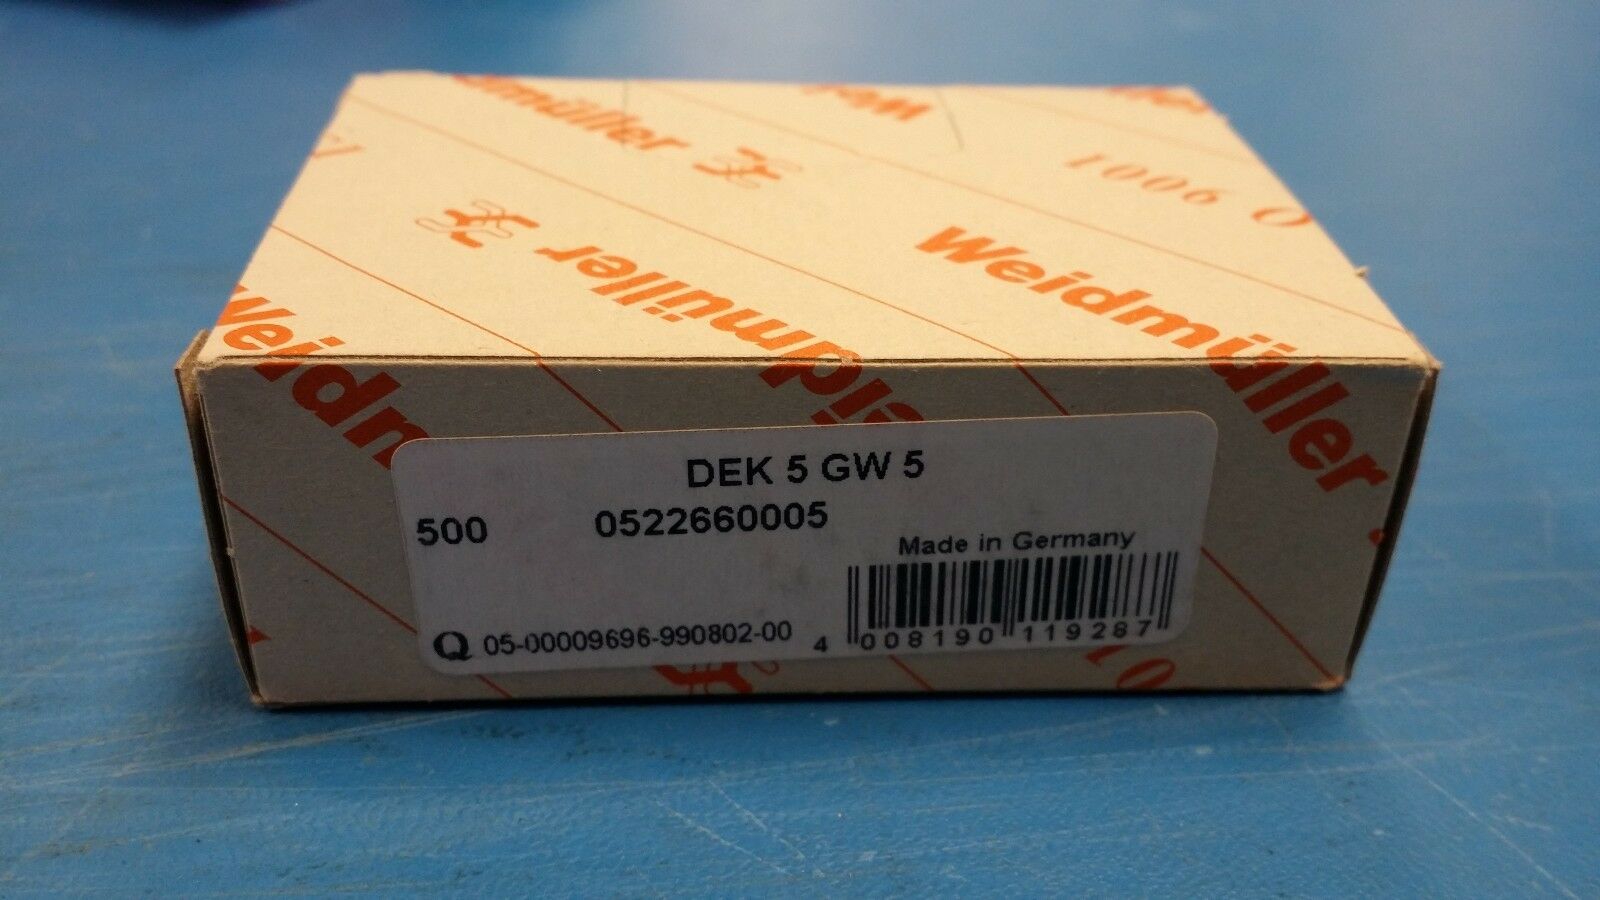 Weidmüller
Weidmüller
Weidmüller
DEK 5 GW 5
500 0522660005
Made in Germany
Q 05-00009696-990802-00
4 008190 119287